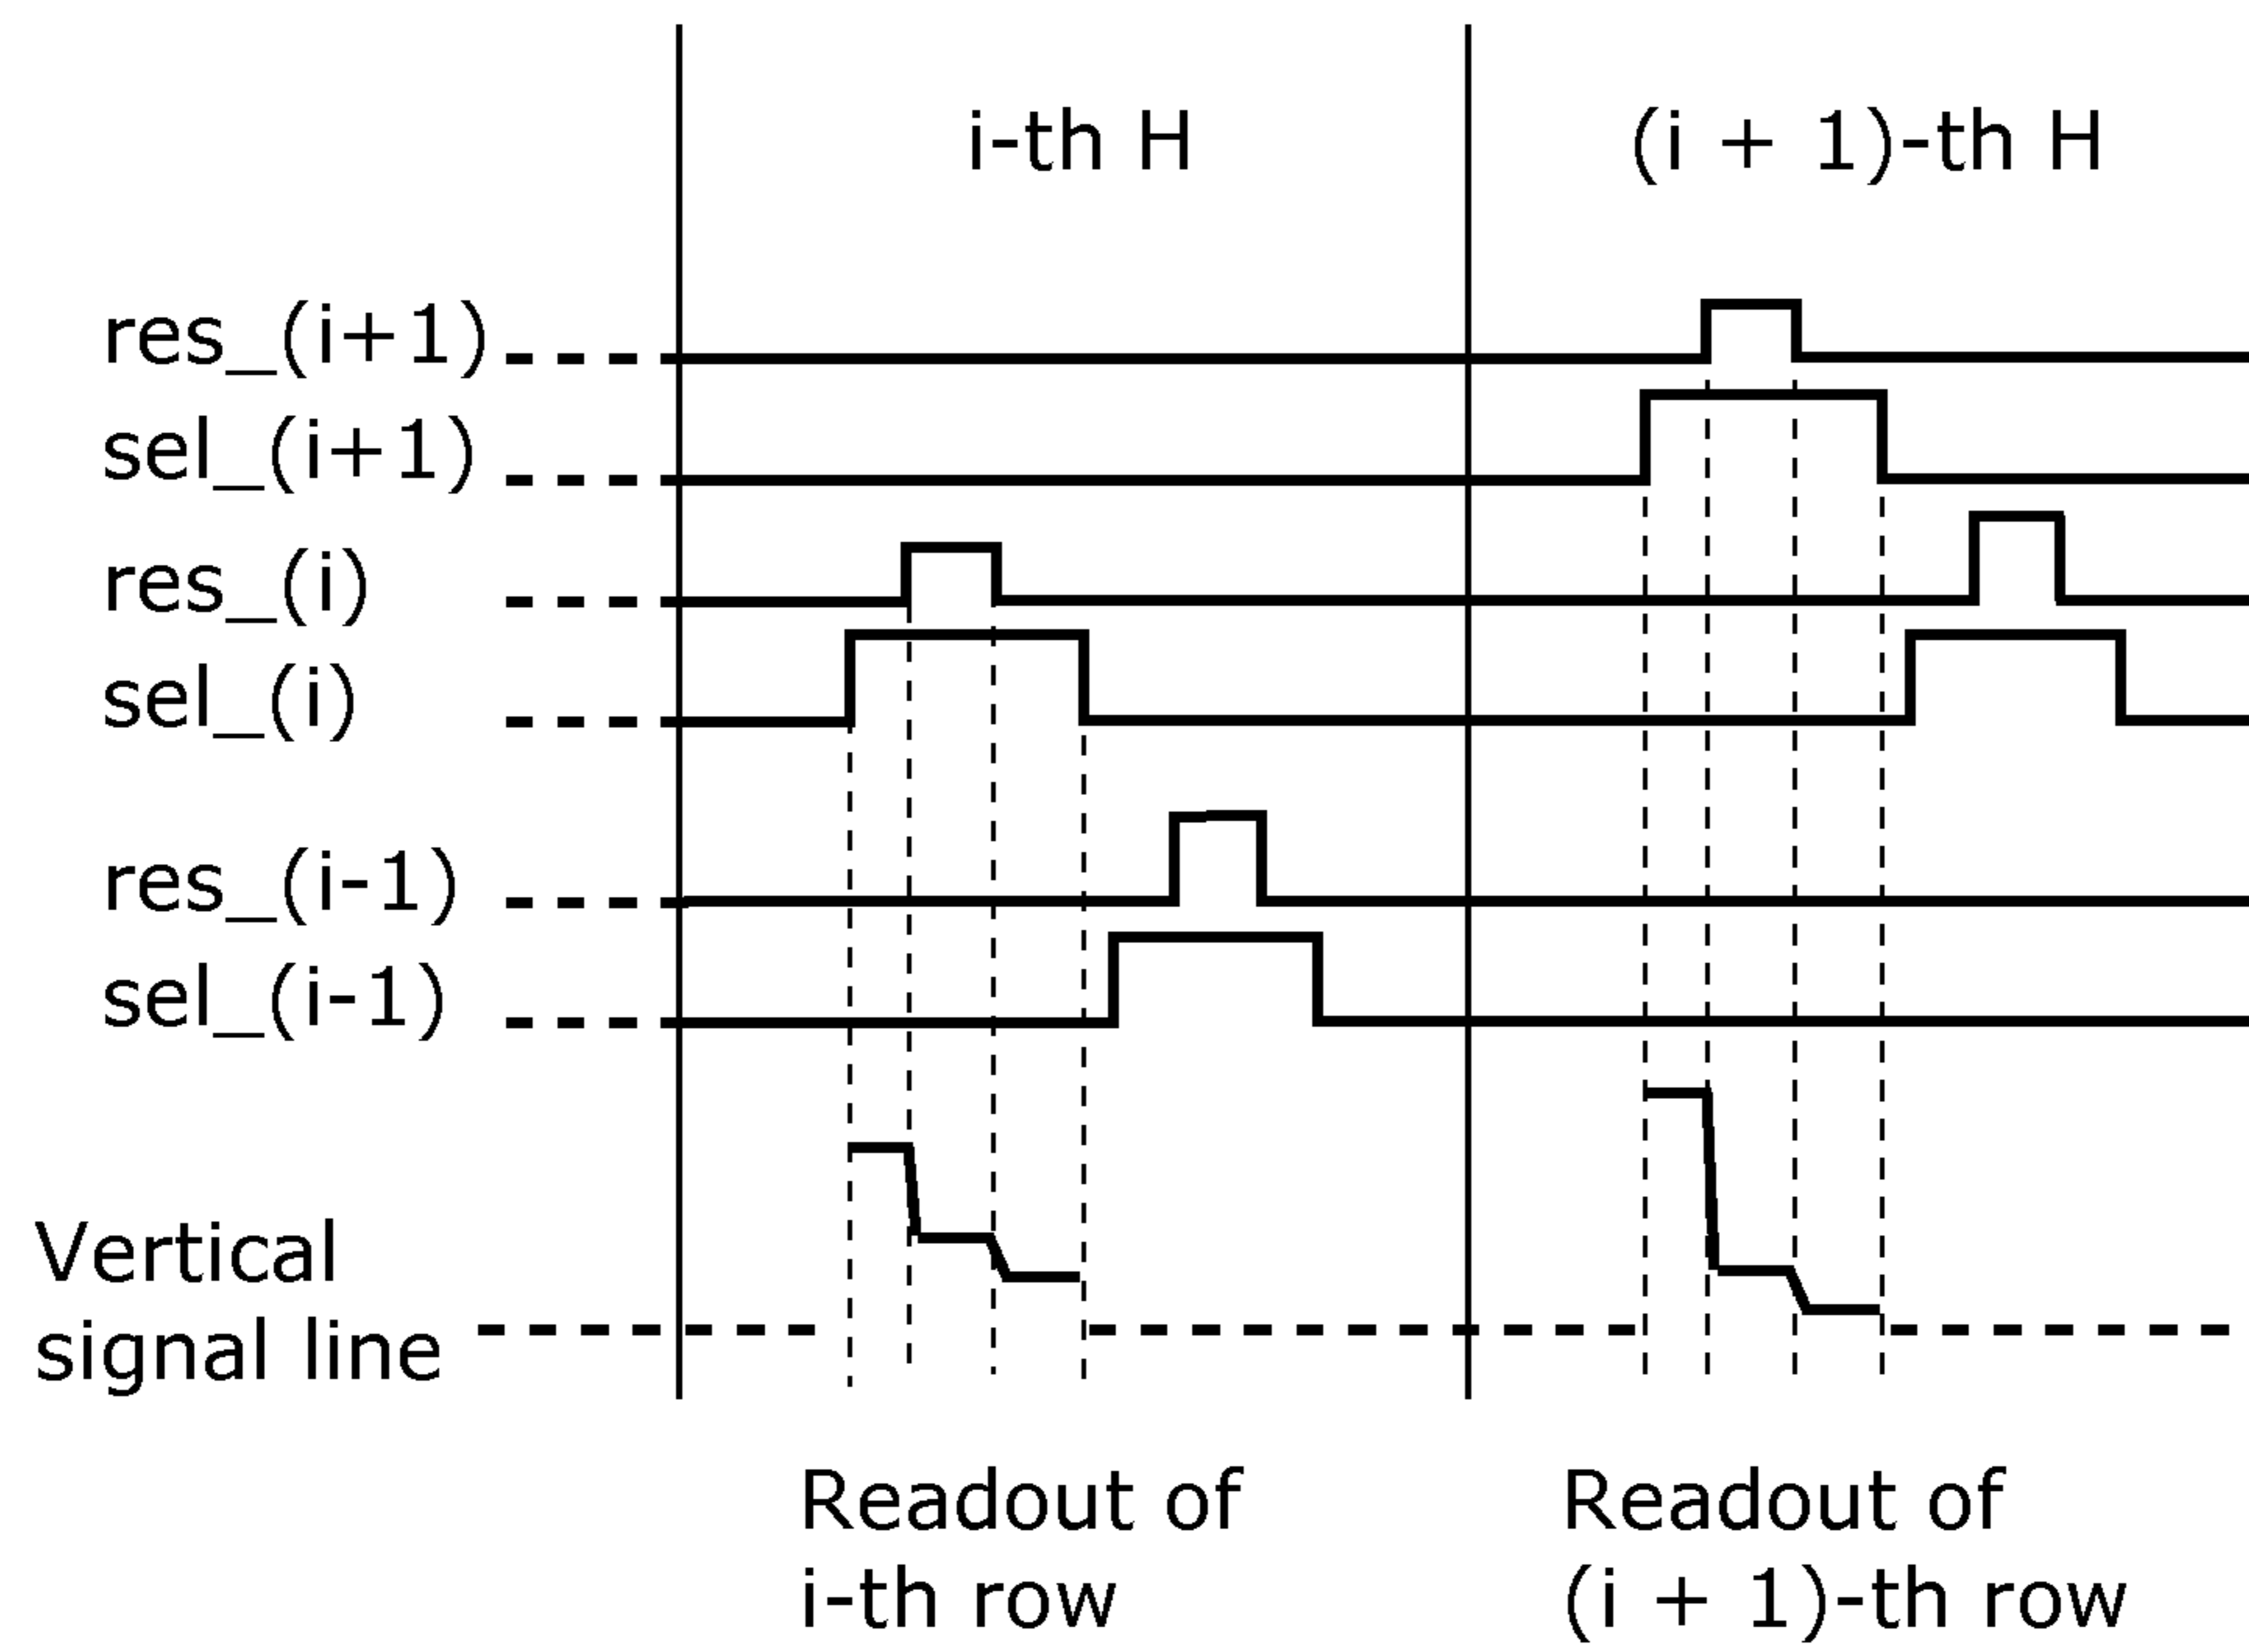 i-th H
(i + 1)-th H
res_(i+1)
sel_(i+1)
res_(i)
sel_(i)
res_(i-1)
sel_(i-1)
Vertical
signal line
Readout of
i-th row
Readout of
(i + 1)-th row